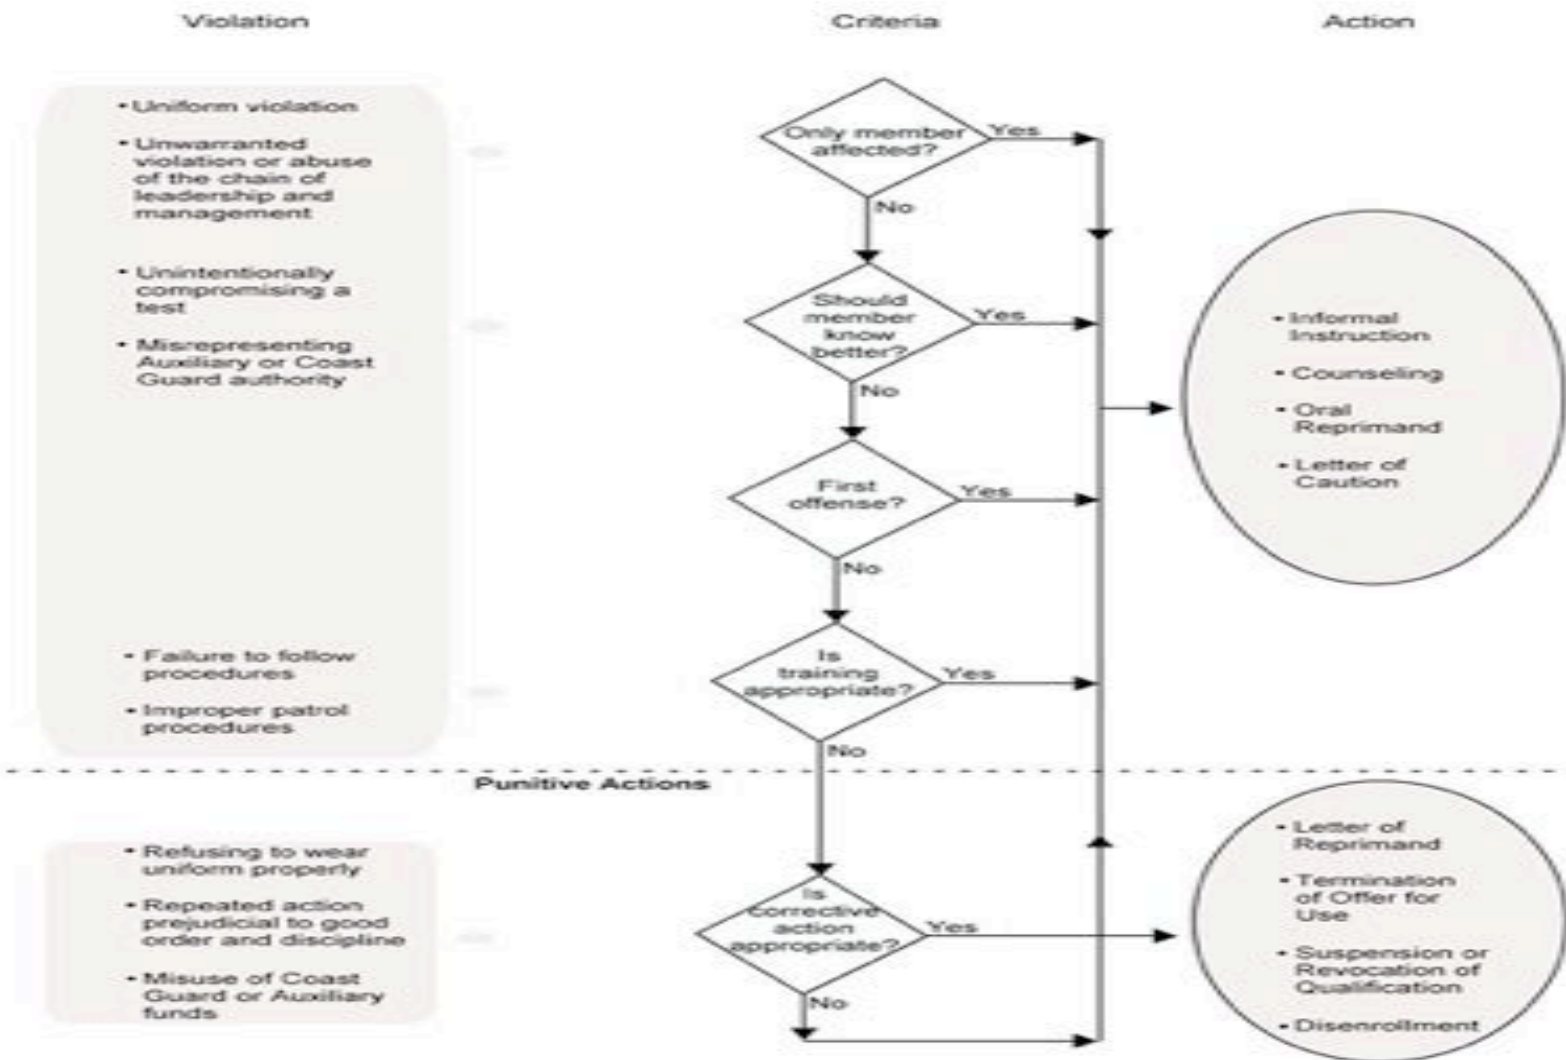 Violation
Criteria
Action
• Uniform violation
• Unwarranted
violation or abuse
of the chain of
leadership and
management
• Unintentionally
compromising a
test
• Misrepresenting
Auxiliary or Coast
Guard authority
• Failure to follow
procedures
• Improper patrol
procedures
Only member
affected?
Yes
No
Should
member
know
better?
Yes
No
First
offense?
Yes
No
Is
training
appropriate?
Yes
No
• Informal
Instruction
• Counseling
• Oral
Reprimand
• Letter of
Caution
Punitive Actions
• Refusing to wear
uniform properly
• Repeated action
prejudicial to good
order and discipline
• Misuse of Coast
Guard or Auxiliary
funds
Is
corrective
action
appropriate?
Yes
No
• Letter of
Reprimand
• Termination
of Offer for
Use
• Suspension or
Revocation of
Qualification
• Disenrollment